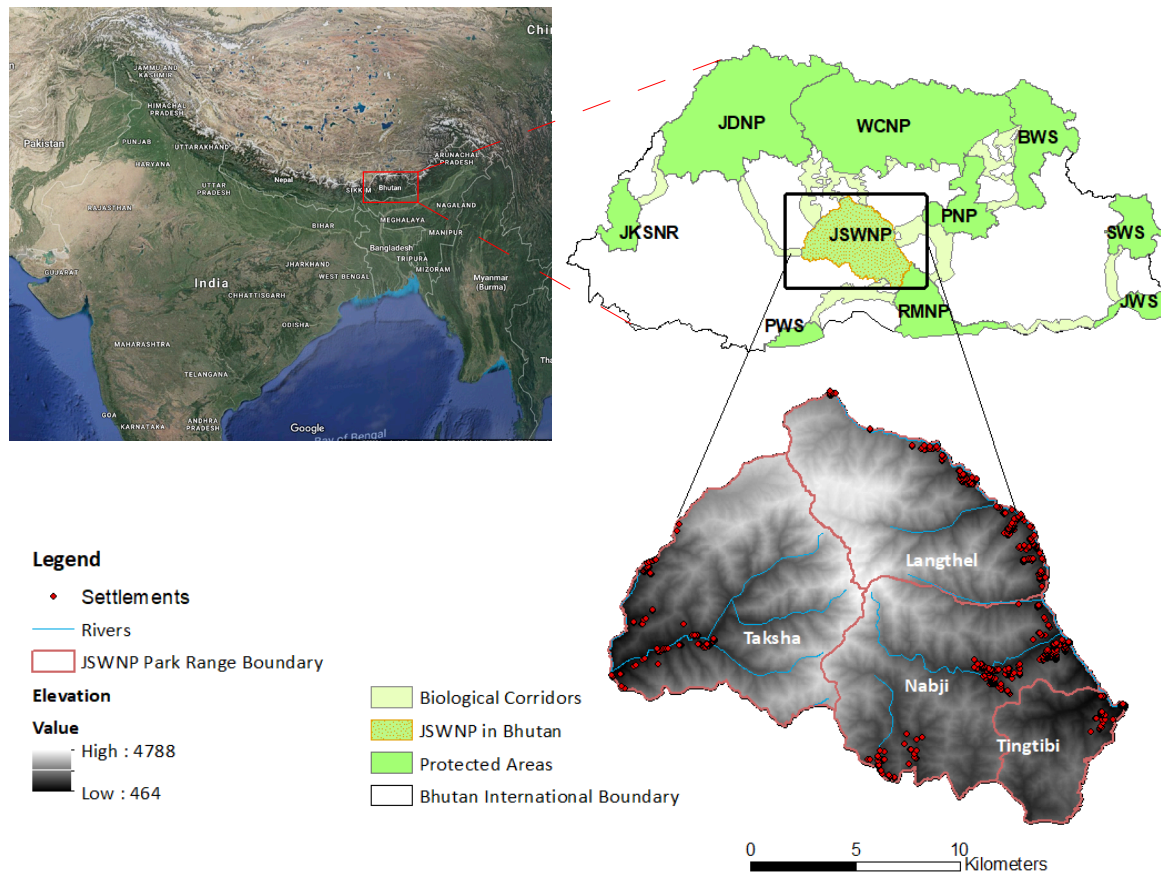 Chi
JAMMU AND
KASHMIR
HIMACHAL
PRADESH
Pakistan
PUNJAB
UTTARAKHAND
HARYANA
ARUNACHAL
PRADESH
Nepal
SIKKIM
Bhutan
UTTAR
PRADESH
RAJASTHAN
NAGALAND
MEGHALAYA
BIHAR
MANIPUR
Bangladesh
TRIPURA
JHARKHAND
MIZORAM
GUJARAT
WEST BENGAL
India
Myanmar
(Burma)
CHHATTISGARH
ODISHA
MAHARASHTRA
Tha
TELANGANA
GOA
KARNATAKA
ANDHRA
PRADESH
Google
Bay of Bengal
JDNP
WCNP
BWS
JKSNR
JSWNP
PNP
SWS
PWS
RMNP
JWS
Langthel
Taksha
Nabji
Tingtibi
Legend
Settlements
Rivers
JSWNP Park Range Boundary
Elevation
Value
High : 4788
Low : 464
Biological Corridors
JSWNP in Bhutan
Protected Areas
Bhutan International Boundary
0 5 10
Kilometers